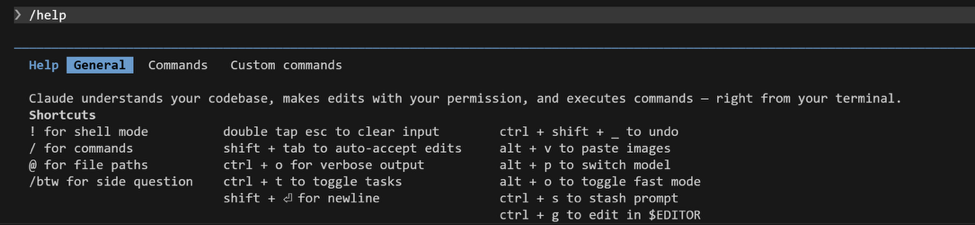 ❯ /help
Help General Commands Custom commands
Claude understands your codebase, makes edits with your permission, and executes commands — right from your terminal.
Shortcuts
! for shell mode double tap esc to clear input ctrl + shift + _ to undo
/ for commands shift + tab to auto-accept edits alt + v to paste images
@ for file paths ctrl + o for verbose output alt + p to switch model
/btw for side question ctrl + t to toggle tasks alt + o to toggle fast mode
shift + ⏎ for newline ctrl + s to stash prompt
ctrl + g to edit in $EDITOR